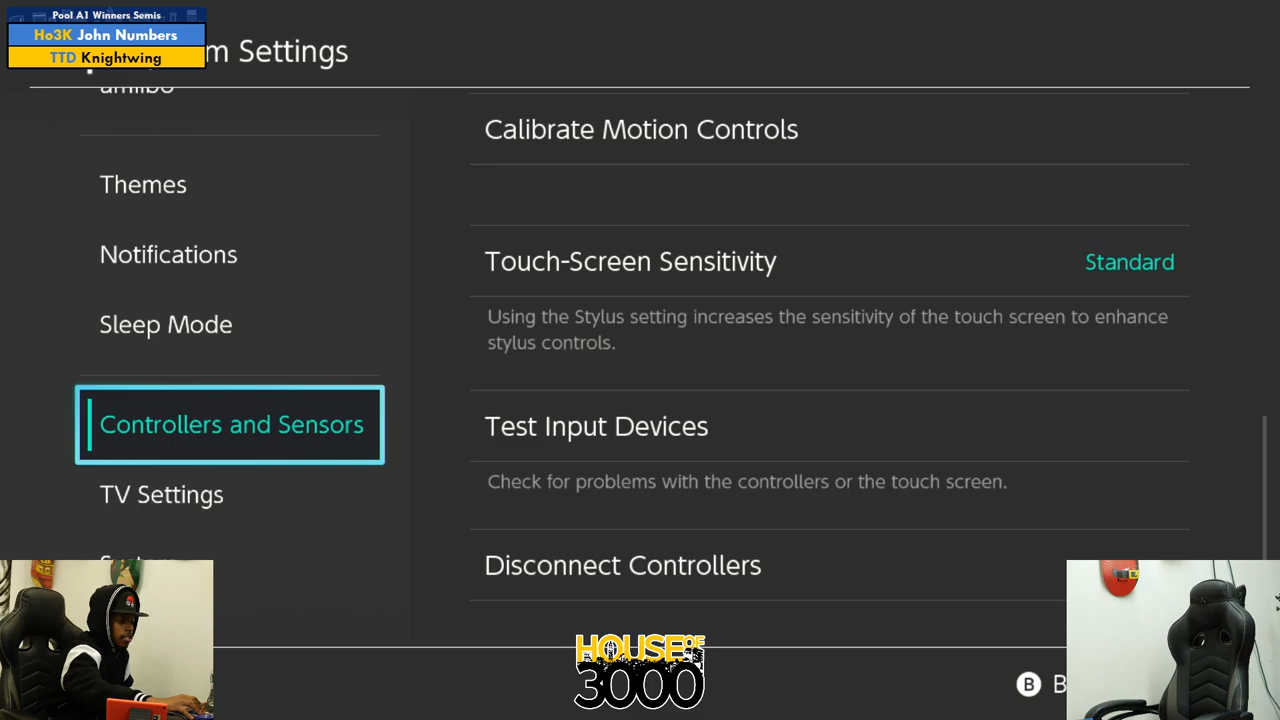 Pool A1 Winners Semis
Ho3K John Numbers
TTD Knightwing
m Settings
amiibo
Themes
Notifications
Sleep Mode
Controllers and Sensors
TV Settings
System
Calibrate Motion Controls
Touch-Screen Sensitivity Standard
Using the Stylus setting increases the sensitivity of the touch screen to enhance
stylus controls.
Test Input Devices
Check for problems with the controllers or the touch screen.
Disconnect Controllers
HOUSE OF
3000
B B